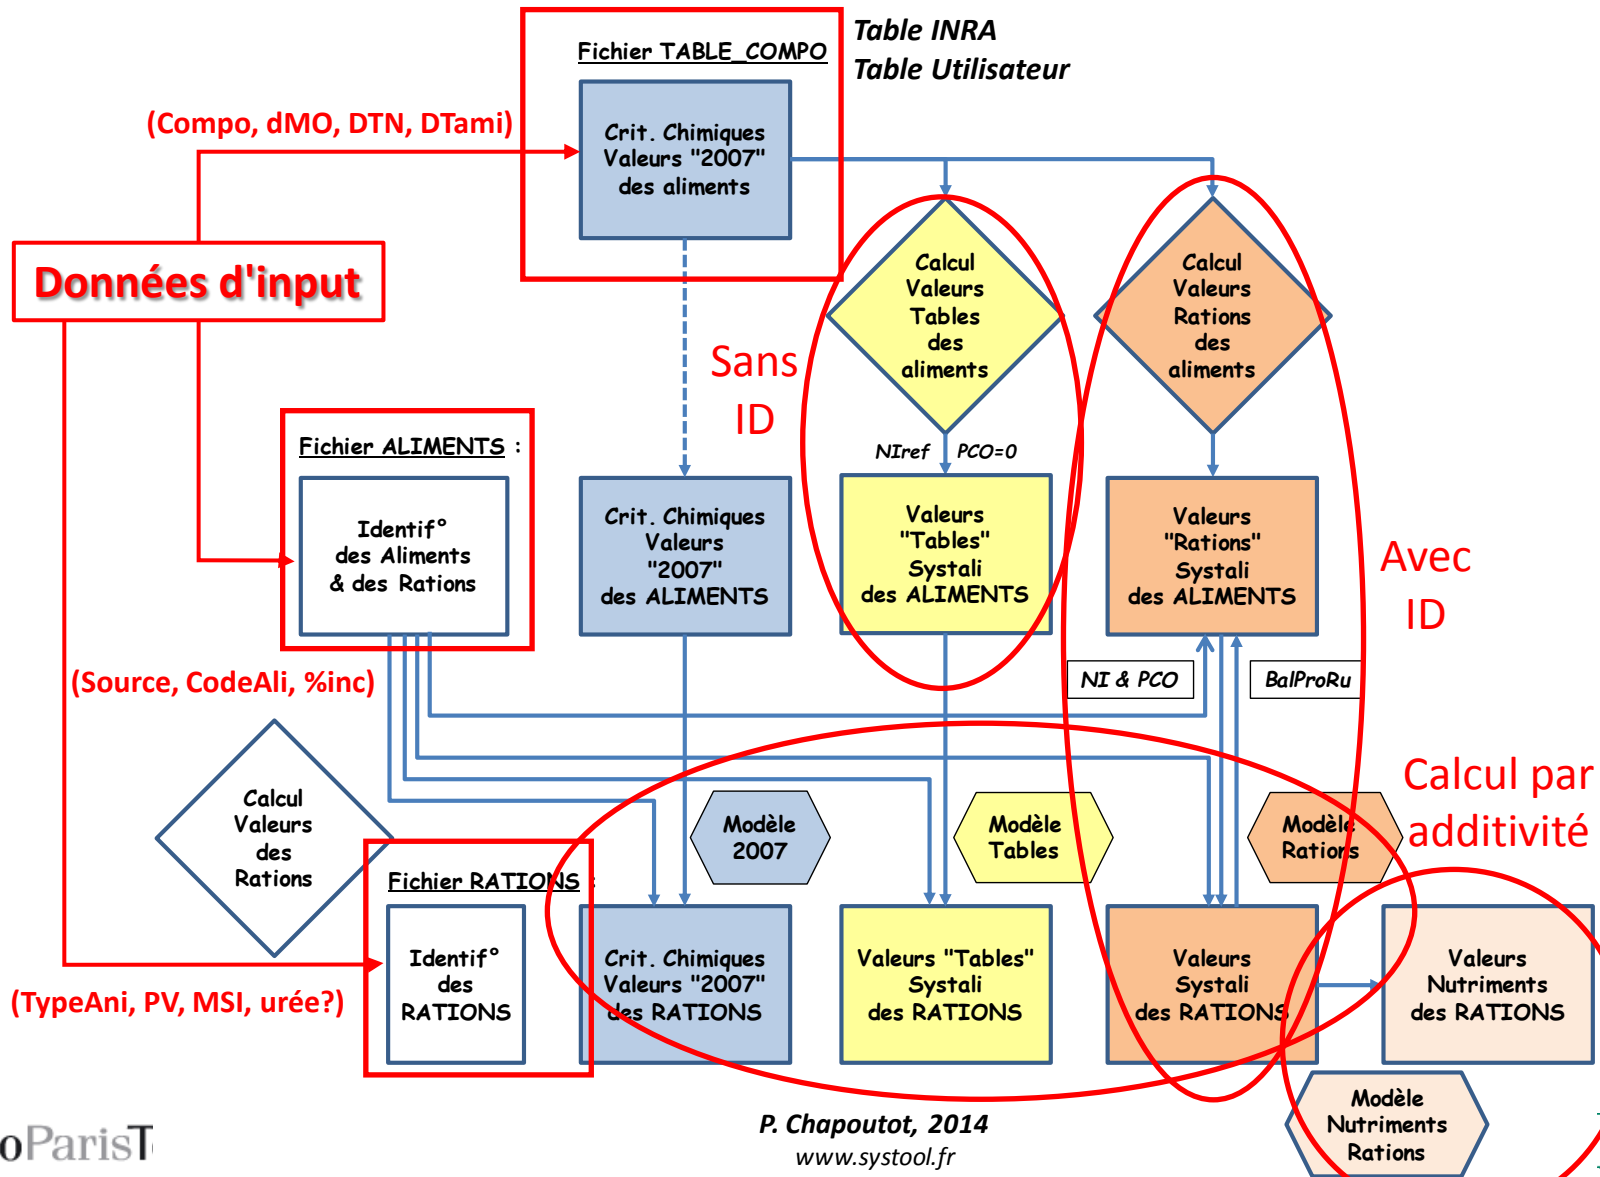 Table INRA
Table Utilisateur
Fichier TABLE_COMPO
(Compo, dMO, DTN, DTami)
Crit. Chimiques
Valeurs "2007"
des aliments
Données d'input
Calcul
Valeurs
Tables
des
aliments
Calcul
Valeurs
Rations
des
aliments
Sans
ID
NIref PCO=0
Fichier ALIMENTS :
Identif°
des Aliments
& des Rations
Crit. Chimiques
Valeurs
"2007"
des ALIMENTS
Valeurs
"Tables"
Systali
des ALIMENTS
Valeurs
"Rations"
Systali
des ALIMENTS
Avec
ID
(Source, CodeAli, %inc)
NI & PCO
BalProRu
Calcul
Valeurs
des
Rations
Modèle
2007
Modèle
Tables
Modèle
Rations
Calcul par
additivité
Fichier RATIONS :
Identif°
des
RATIONS
Crit. Chimiques
Valeurs "2007"
des RATIONS
Valeurs "Tables"
Systali
des RATIONS
Valeurs
Systali
des RATIONS
Valeurs
Nutriments
des RATIONS
(TypeAni, PV, MSI, urée?)
Modèle
Nutriments
Rations
P. Chapoutot, 2014
www.systool.fr
oParisT